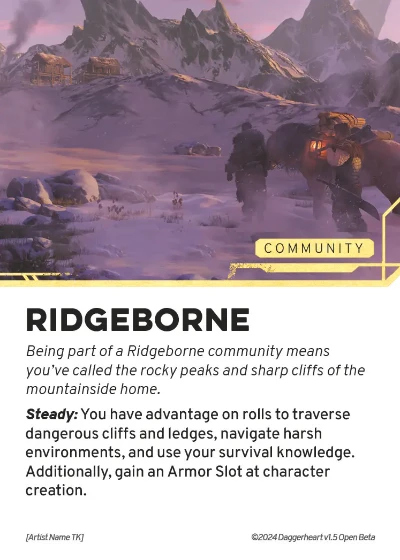 COMMUNITY
RIDGEBORNE
Being part of a Ridgeborne community means
you've called the rocky peaks and sharp cliffs of the
mountainside home.
Steady: You have advantage on rolls to traverse
dangerous cliffs and ledges, navigate harsh
environments, and use your survival knowledge.
Additionally, gain an Armor Slot at character
creation.
[Artist Name TK]
©2024 Daggerheart v1.5 Open Beta